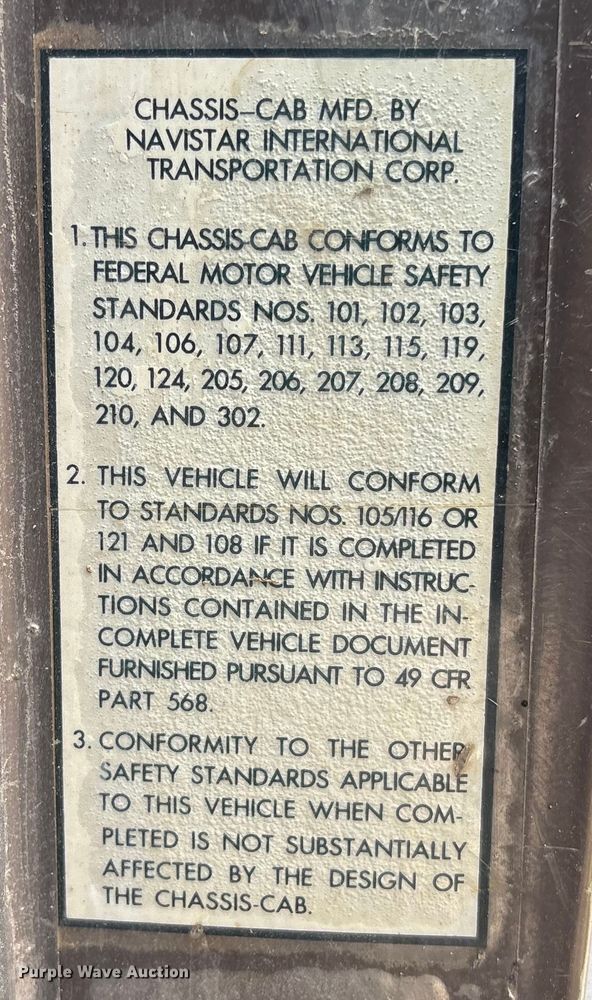 CHASSIS-CAB MFD. BY
NAVISTAR INTERNATIONAL
TRANSPORTATION CORP.
1. THIS CHASSIS-CAB CONFORMS TO
FEDERAL MOTOR VEHICLE SAFETY
STANDARDS NOS. 101, 102, 103,
104, 106, 107, 111, 113, 115, 119,
120, 124, 205, 206, 207, 208, 209,
210, AND 302.
2. THIS VEHICLE WILL CONFORM
TO STANDARDS NOS. 105/116 OR
121 AND 108 IF IT IS COMPLETED
IN ACCORDANCE WITH INSTRUC-
TIONS CONTAINED IN THE IN-
COMPLETE VEHICLE DOCUMENT
FURNISHED PURSUANT TO 49 CFR
PART 568.
3. CONFORMITY TO THE OTHER
SAFETY STANDARDS APPLICABLE
TO THIS VEHICLE WHEN COM-
PLETED IS NOT SUBSTANTIALLY
AFFECTED BY THE DESIGN OF
THE CHASSIS-CAB.
Purple Wave Auction